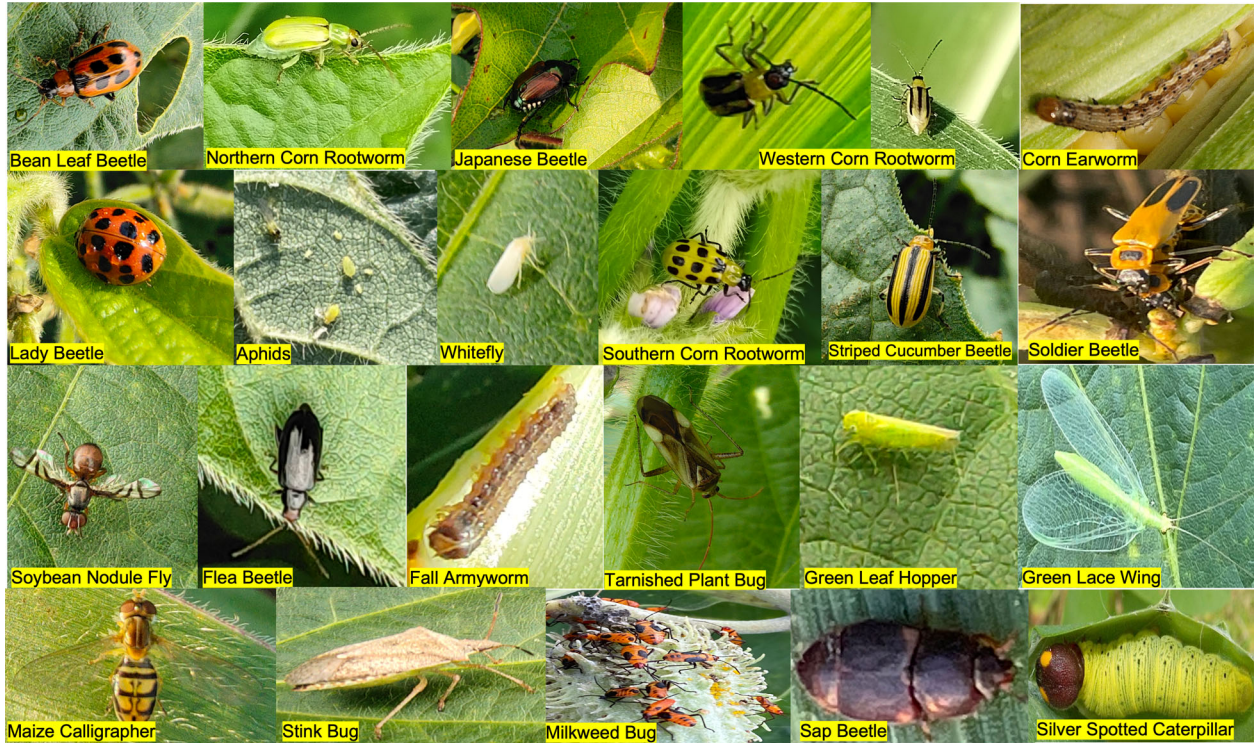 Bean Leaf Beetle
Northern Corn Rootworm
Japanese Beetle
Western Corn Rootworm
Corn Earworm
Lady Beetle
Aphids
Whitefly
Southern Corn Rootworm
Striped Cucumber Beetle
Soldier Beetle
Soybean Nodule Fly
Flea Beetle
Fall Armyworm
Tarnished Plant Bug
Green Leaf Hopper
Green Lace Wing
Maize Calligrapher
Stink Bug
Milkweed Bug
Sap Beetle
Silver Spotted Caterpillar